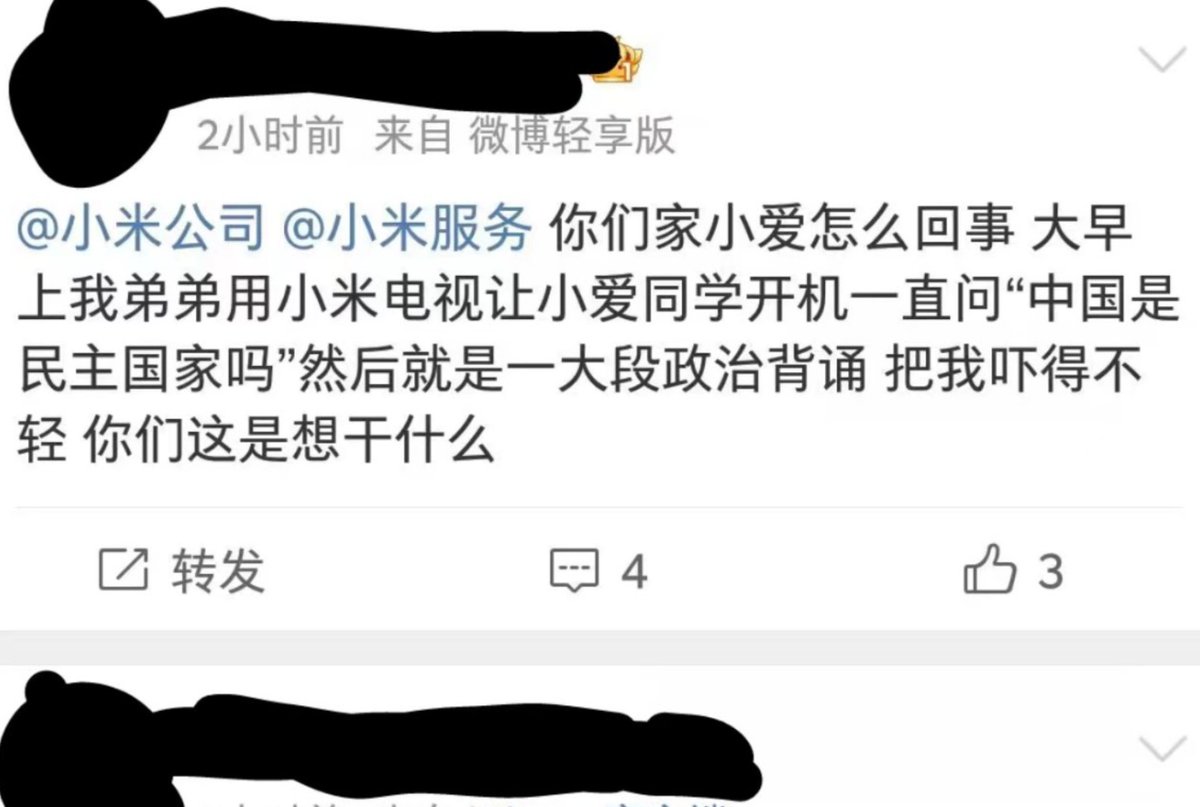 2小时前 来自 微博轻享版
@小米公司 @小米服务 你们家小爱怎么回事 大早
上我弟弟用小米电视让小爱同学开机一直问“中国是
民主国家吗”然后就是一大段政治背诵 把我吓得不
轻 你们这是想干什么
转发 4 3